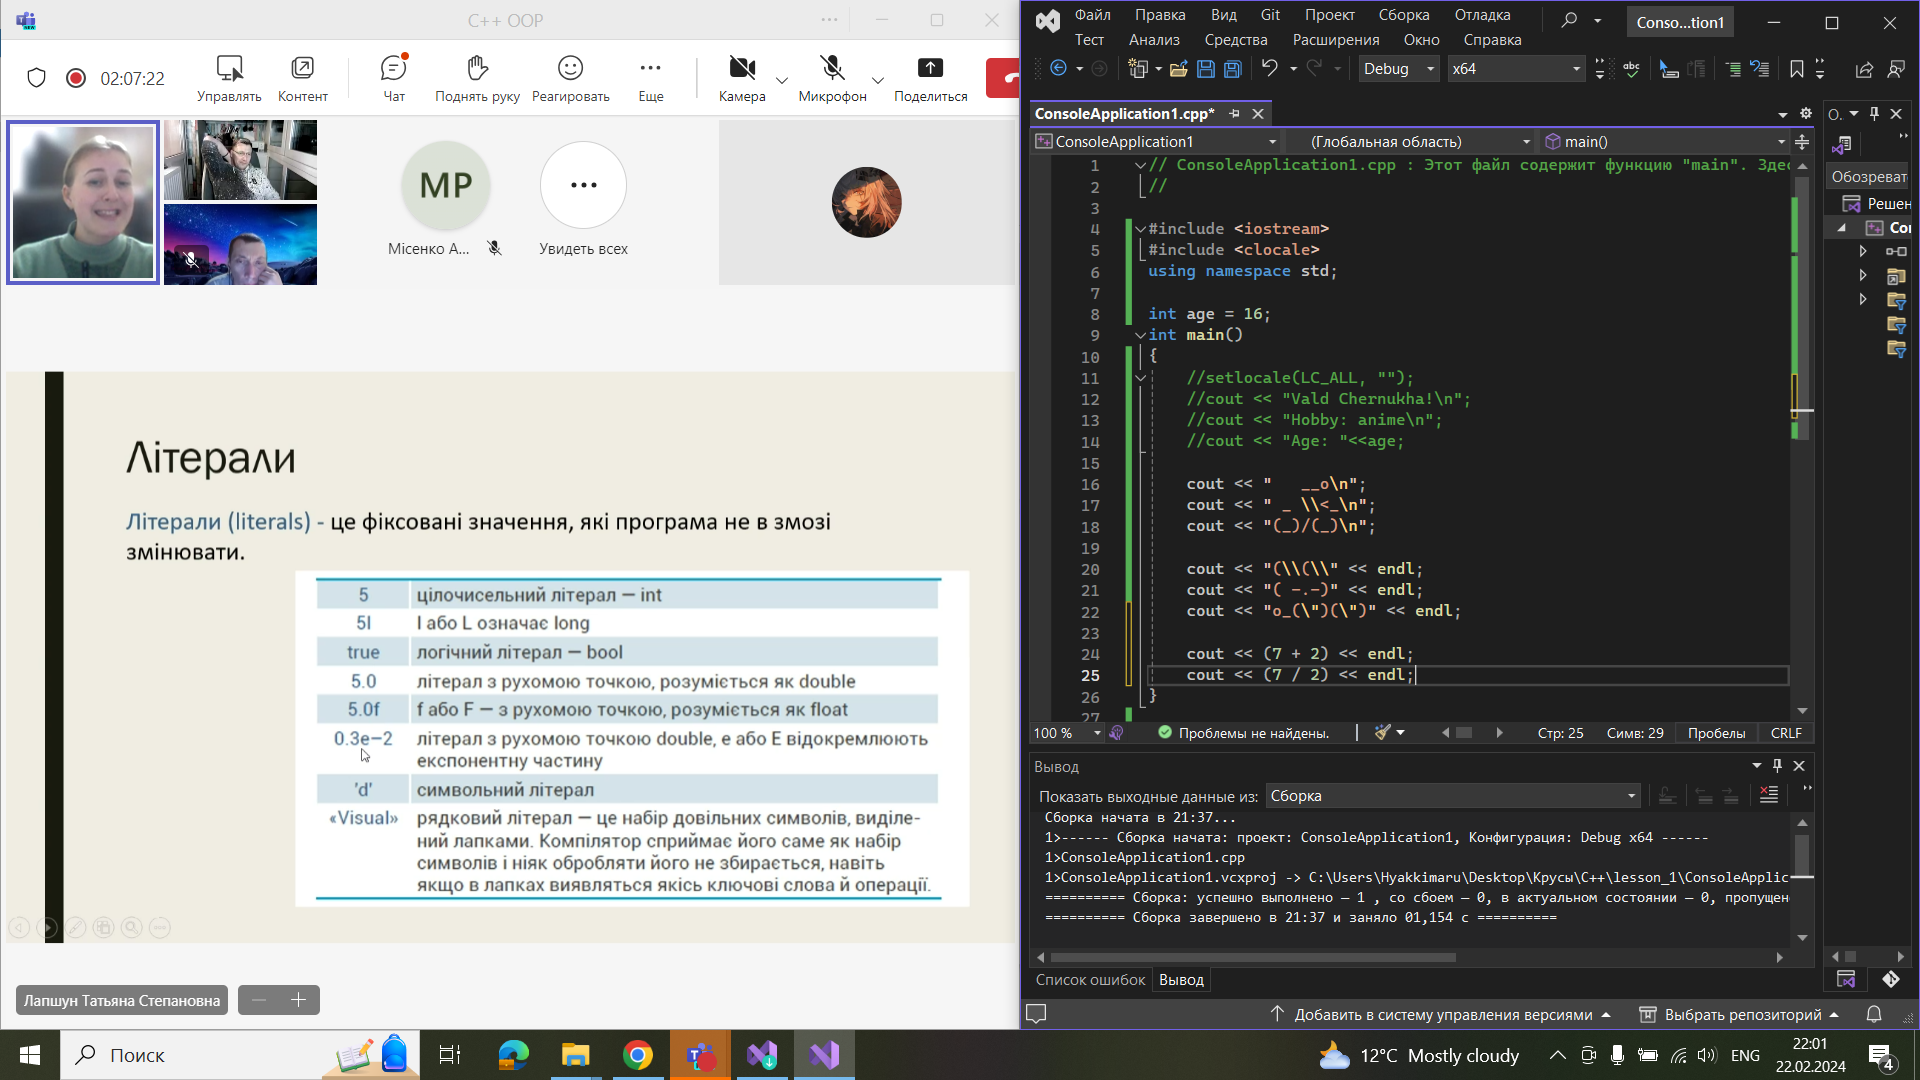 C++ OOP
02:07:22
Управлять
Контент
Чат
Поднять руку
Реагировать
Еще
Камера
Микрофон
Поделиться
MP
Місенко А...
Увидеть всех
Літерали
Літерали (literals) - це фіксовані значення, які програма не в змозі
змінювати.
5 цілочисельний літерал — int
5l l або L означає long
true логічний літерал — bool
5.0 літерал з рухомою точкою, розуміється як double
5.0f f або F — з рухомою точкою, розуміється як float
0.3e−2 літерал з рухомою точкою double, e або E відокремлюють
експонентну частину
'd' символьний літерал
«Visual» рядковий літерал — це набір довільних символів, виділе-
ний лапками. Компілятор сприймає його саме як набір
символів і ніяк обробляти його не збирається, навіть
якщо в лапках виявляться якісь ключові слова й операції.
Лапшун Татьяна Степановна
Файл Правка Вид Git Проект Сборка Отладка
Тест Анализ Средства Расширения Окно Справка
Conso...tion1
Debug x64
ConsoleApplication1.cpp*
ConsoleApplication1 (Глобальная область) main()
1 // ConsoleApplication1.cpp : Этот файл содержит функцию "main". Здес
2 //
3
4 #include <iostream>
5 #include <clocale>
6 using namespace std;
7
8 int age = 16;
9 int main()
10 {
11 //setlocale(LC_ALL, "");
12 //cout << "Vald Chernukha!\n";
13 //cout << "Hobby: anime\n";
14 //cout << "Age: "<<age;
15
16 cout << "   __o\n";
17 cout << " _ \\<_\n";
18 cout << "(_)/(_)\n";
19
20 cout << "(\\(\\" << endl;
21 cout << "( -.-)" << endl;
22 cout << "o_(\")(\")" << endl;
23
24 cout << (7 + 2) << endl;
25 cout << (7 / 2) << endl;
26 }
27
100 % Проблемы не найдены. Стр: 25 Симв: 29 Пробелы CRLF
Вывод
Показать выходные данные из: Сборка
Сборка начата в 21:37...
1>------ Сборка начата: проект: ConsoleApplication1, Конфигурация: Debug x64 ------
1>ConsoleApplication1.cpp
1>ConsoleApplication1.vcxproj -> C:\Users\Hyakkimaru\Desktop\Крусы\C++\lesson_1\ConsoleApplic
========== Сборка: успешно выполнено — 1 , со сбоем — 0, в актуальном состоянии — 0, пропущен
========== Сборка завершено в 21:37 и заняло 01,154 с ==========
Список ошибок Вывод
О.
Обозреват
Решен
Co
Добавить в систему управления версиями
Выбрать репозиторий
Поиск
12°C Mostly cloudy
ENG
22:01
22.02.2024
4